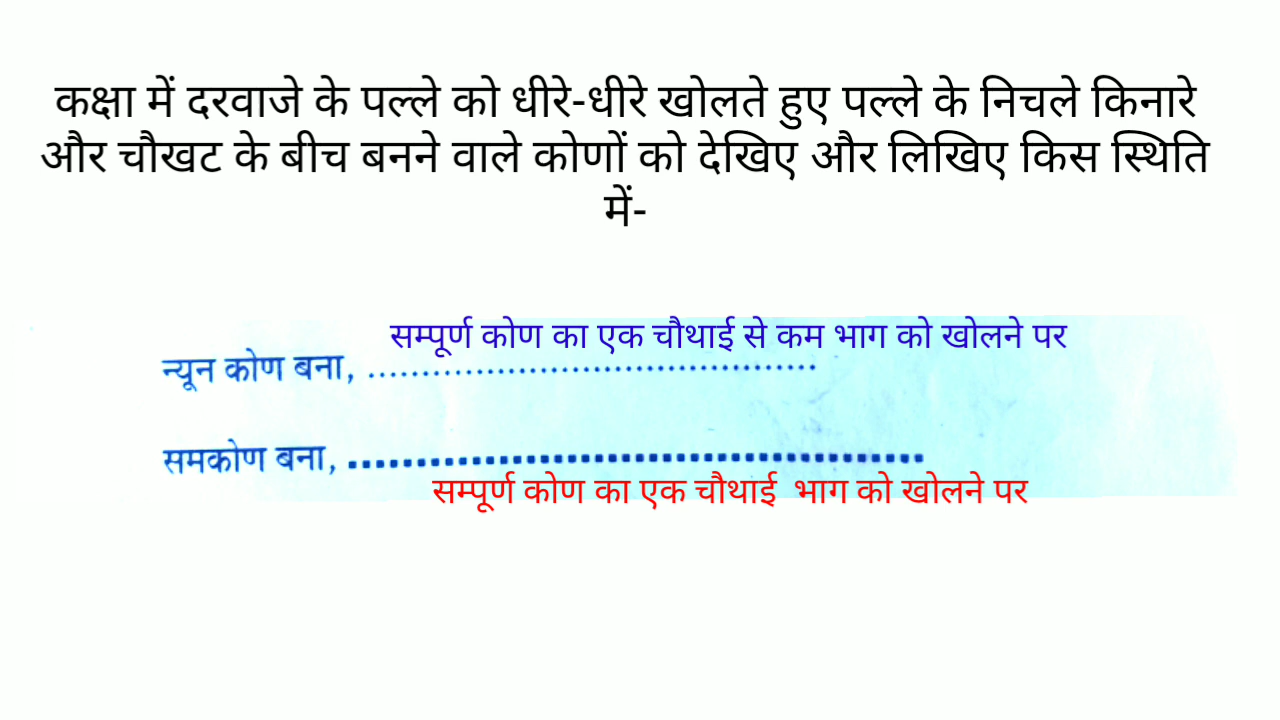 कक्षा में दरवाजे के पल्ले को धीरे-धीरे खोलते हुए पल्ले के निचले किनारे
और चौखट के बीच बनने वाले कोणों को देखिए और लिखिए किस स्थिति
में-
सम्पूर्ण कोण का एक चौथाई से कम भाग को खोलने पर
न्यून कोण बना, ..........................................
समकोण बना, ..........................................
सम्पूर्ण कोण का एक चौथाई भाग को खोलने पर